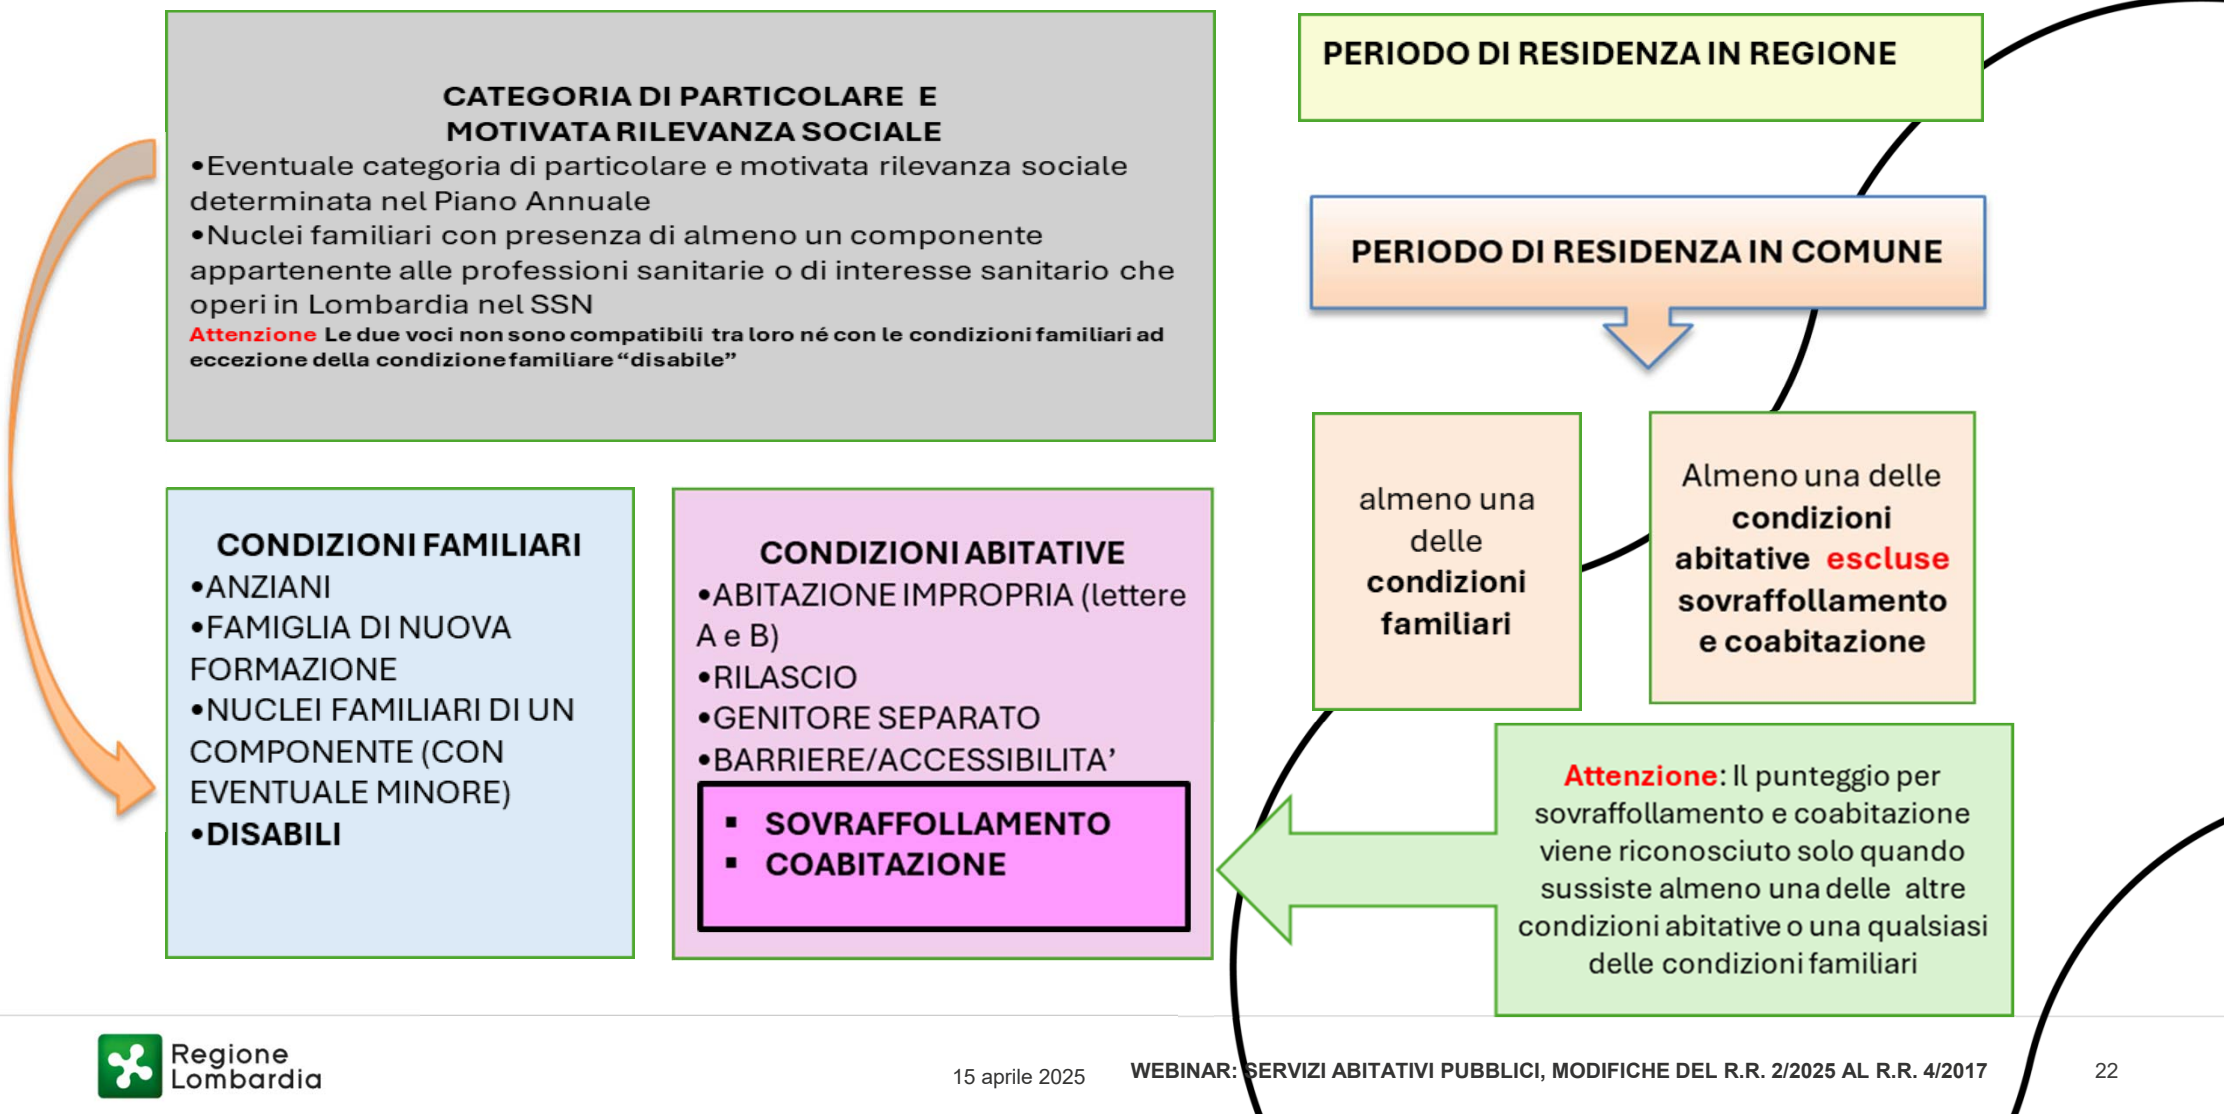 CATEGORIA DI PARTICOLARE E
MOTIVATA RILEVANZA SOCIALE
•Eventuale categoria di particolare e motivata rilevanza sociale
determinata nel Piano Annuale
•Nuclei familiari con presenza di almeno un componente
appartenente alle professioni sanitarie o di interesse sanitario che
operi in Lombardia nel SSN
Attenzione Le due voci non sono compatibili tra loro né con le condizioni familiari ad
eccezione della condizione familiare “disabile”
CONDIZIONI FAMILIARI
•ANZIANI
•FAMIGLIA DI NUOVA
FORMAZIONE
•NUCLEI FAMILIARI DI UN
COMPONENTE (CON
EVENTUALE MINORE)
•DISABILI
CONDIZIONI ABITATIVE
•ABITAZIONE IMPROPRIA (lettere
A e B)
•RILASCIO
•GENITORE SEPARATO
•BARRIERE/ACCESSIBILITA’
▪ SOVRAFFOLLAMENTO
▪ COABITAZIONE
PERIODO DI RESIDENZA IN REGIONE
PERIODO DI RESIDENZA IN COMUNE
almeno una
delle
condizioni
familiari
Almeno una delle
condizioni
abitative escluse
sovraffollamento
e coabitazione
Attenzione: Il punteggio per
sovraffollamento e coabitazione
viene riconosciuto solo quando
sussiste almeno una delle altre
condizioni abitative o una qualsiasi
delle condizioni familiari
Regione
Lombardia
15 aprile 2025
WEBINAR: SERVIZI ABITATIVI PUBBLICI, MODIFICHE DEL R.R. 2/2025 AL R.R. 4/2017
22